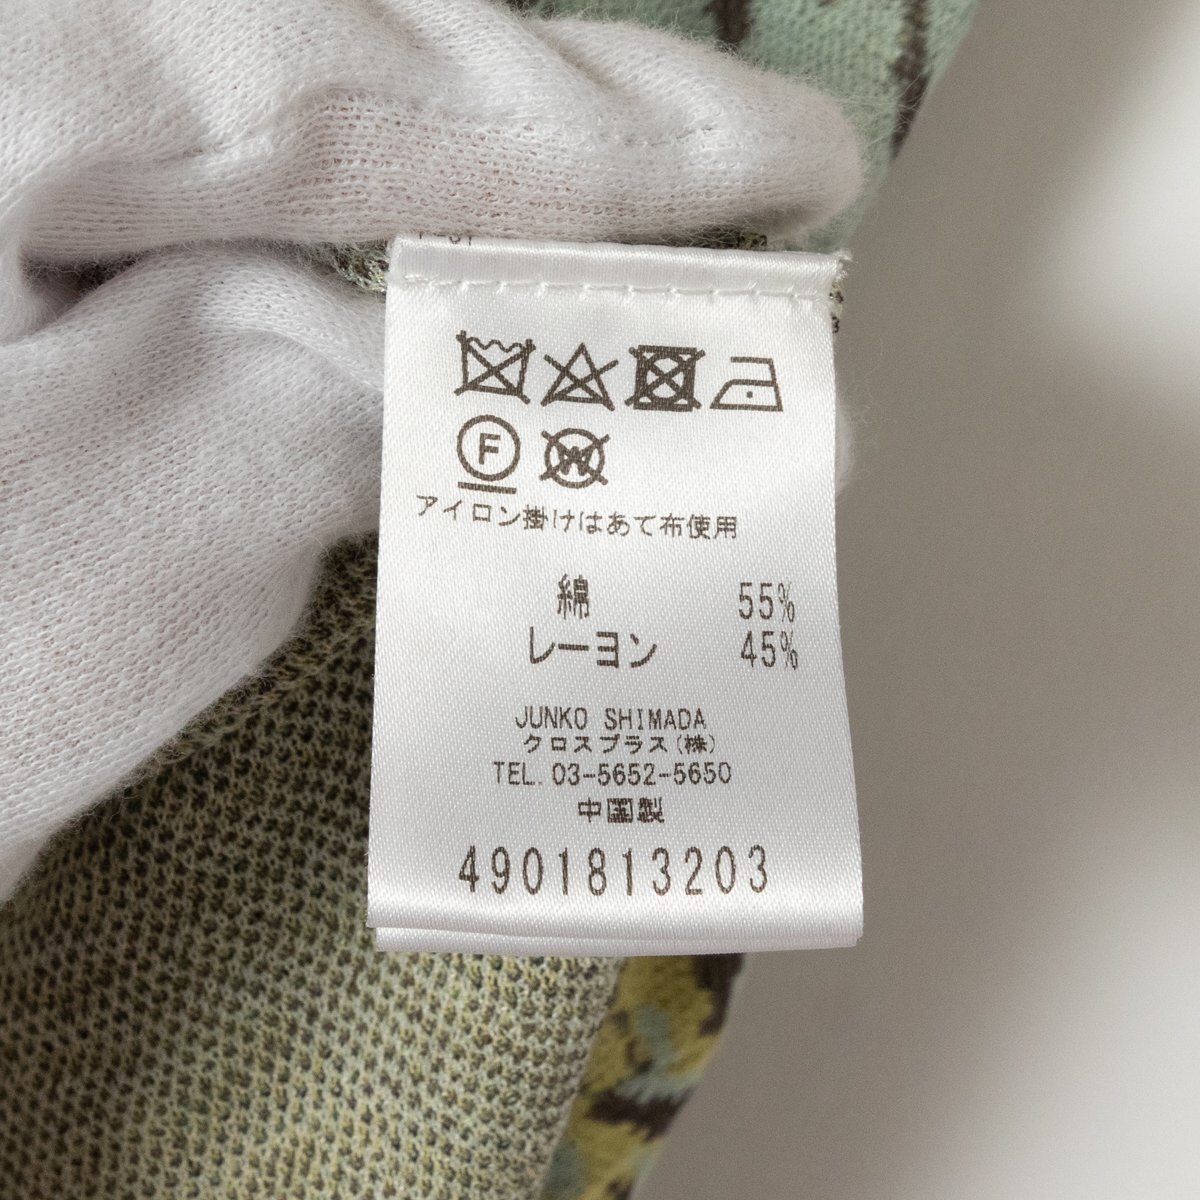 F
W
アイロン掛けはあて布使用
綿 55%
レーヨン 45%
JUNKO SHIMADA
クロスプラス(株)
TEL. 03-5652-5650
中国製
4901813203